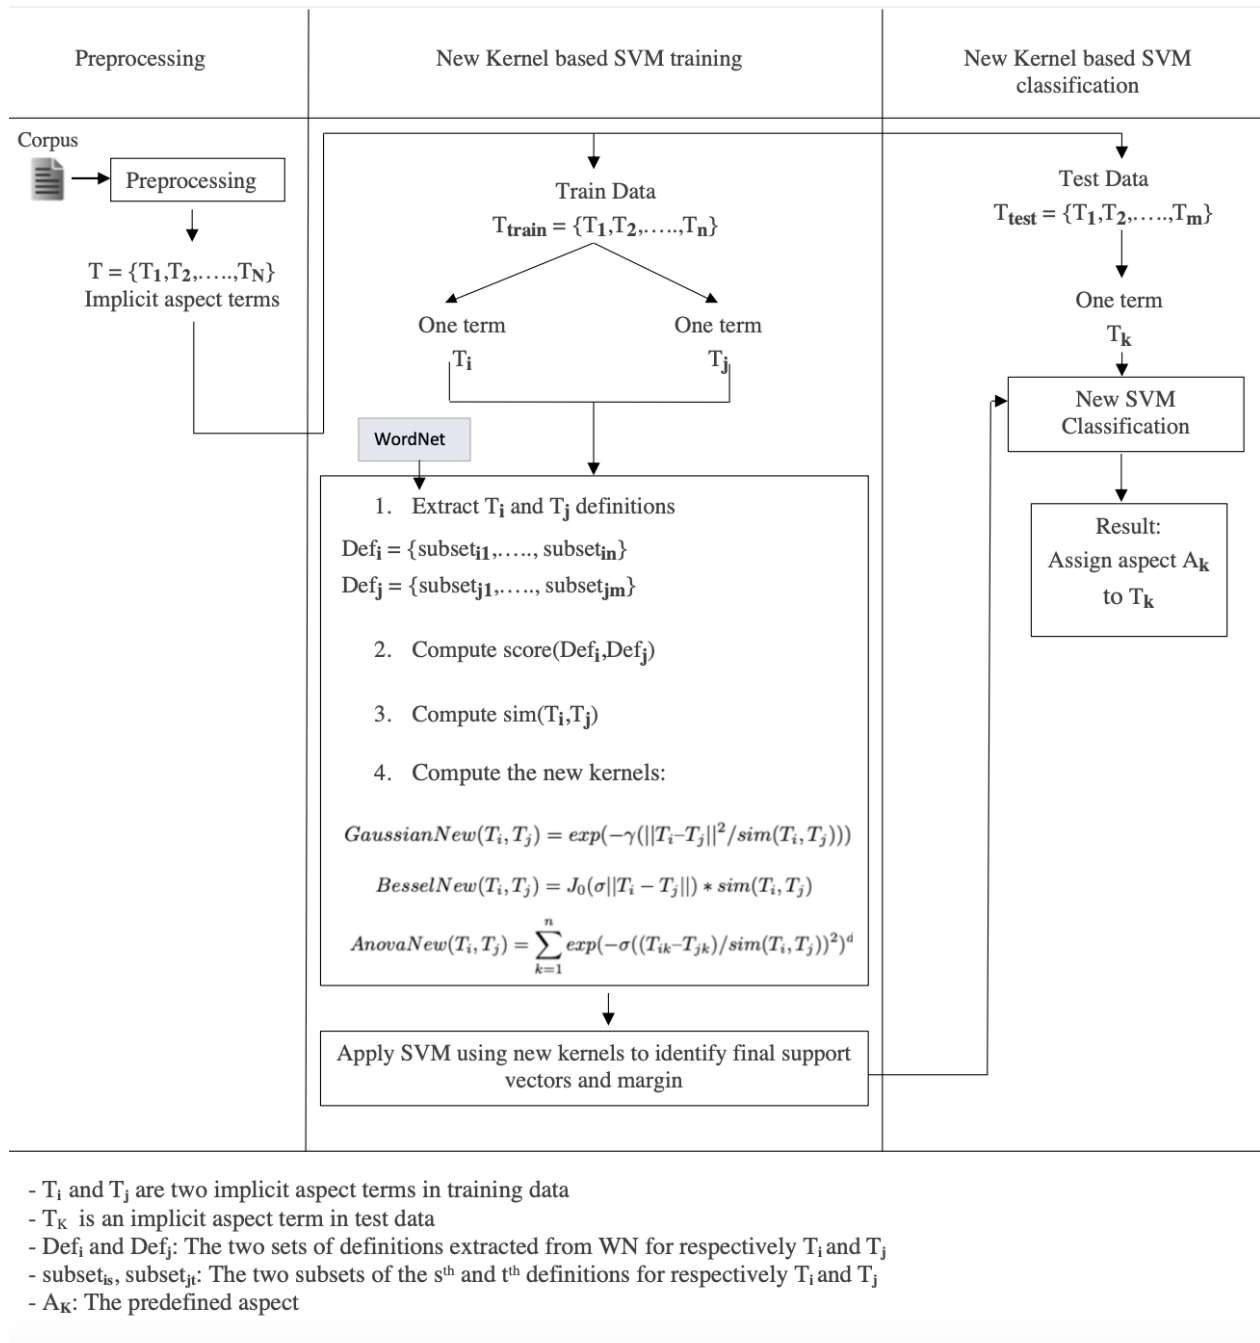 Preprocessing
New Kernel based SVM training
New Kernel based SVM
classification
Corpus
Preprocessing
T = {T1,T2,.....,TN}
Implicit aspect terms
Train Data
Ttrain = {T1,T2,.....,Tn}
One term
Ti
One term
Tj
WordNet
1. Extract Ti and Tj definitions
Defi = {subseti1,....., subsetin}
Defj = {subsetj1,....., subsetjm}
2. Compute score(Defi,Defj)
3. Compute sim(Ti,Tj)
4. Compute the new kernels:
GaussianNew(Ti, Tj) = exp(−γ(||Ti–Tj||²/sim(Ti, Tj)))
BesselNew(Ti, Tj) = J0(σ||Ti − Tj||) ∗ sim(Ti, Tj)
AnovaNew(Ti, Tj) = ∑ₖ₌₁ⁿ exp(−σ((Tik–Tjk)/sim(Ti, Tj))²)ᵈ
Apply SVM using new kernels to identify final support
vectors and margin
Test Data
Ttest = {T1,T2,.....,Tm}
One term
Tk
New SVM
Classification
Result:
Assign aspect Ak
to Tk
- Ti and Tj are two implicit aspect terms in training data
- TK is an implicit aspect term in test data
- Defi and Defj: The two sets of definitions extracted from WN for respectively Ti and Tj
- subsetis, subsetjt: The two subsets of the sth and tth definitions for respectively Ti and Tj
- AK: The predefined aspect